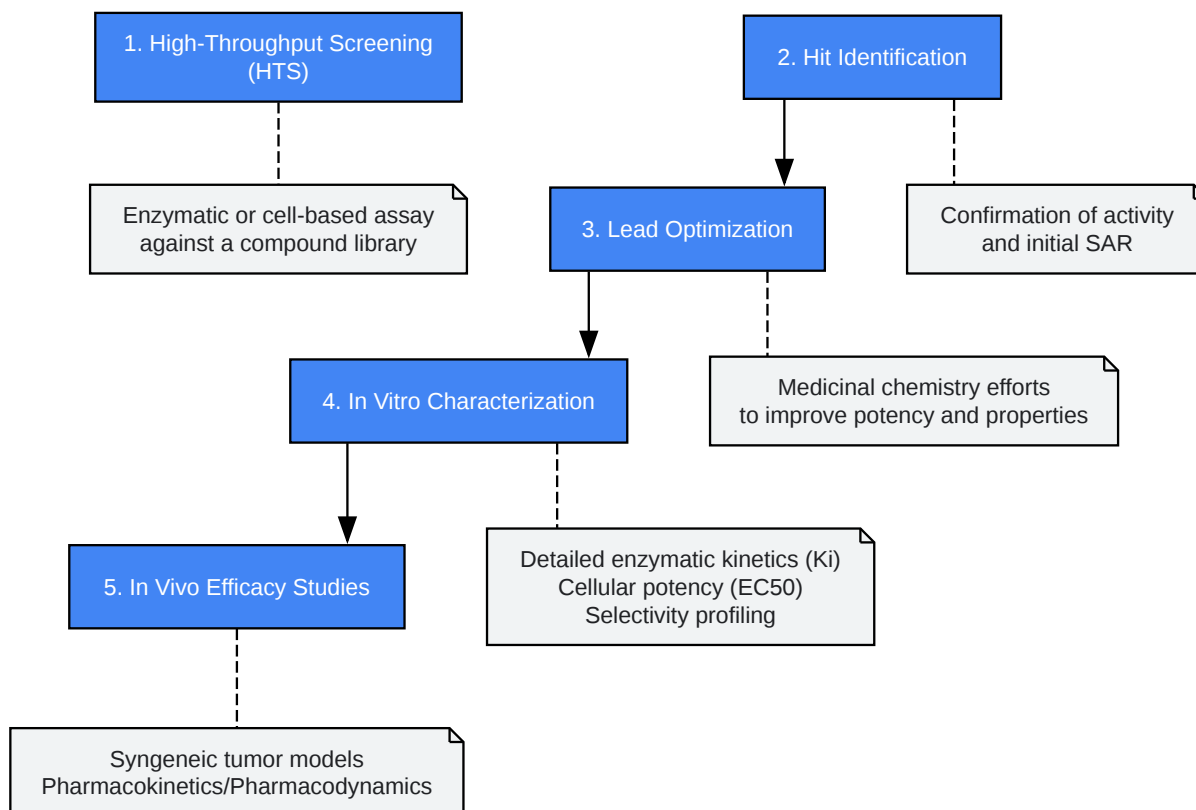 1. High-Throughput Screening
(HTS)
2. Hit Identification
Enzymatic or cell-based assay
against a compound library
3. Lead Optimization
Confirmation of activity
and initial SAR
4. In Vitro Characterization
Medicinal chemistry efforts
to improve potency and properties
5. In Vivo Efficacy Studies
Detailed enzymatic kinetics (Ki)
Cellular potency (EC50)
Selectivity profiling
Syngeneic tumor models
Pharmacokinetics/Pharmacodynamics